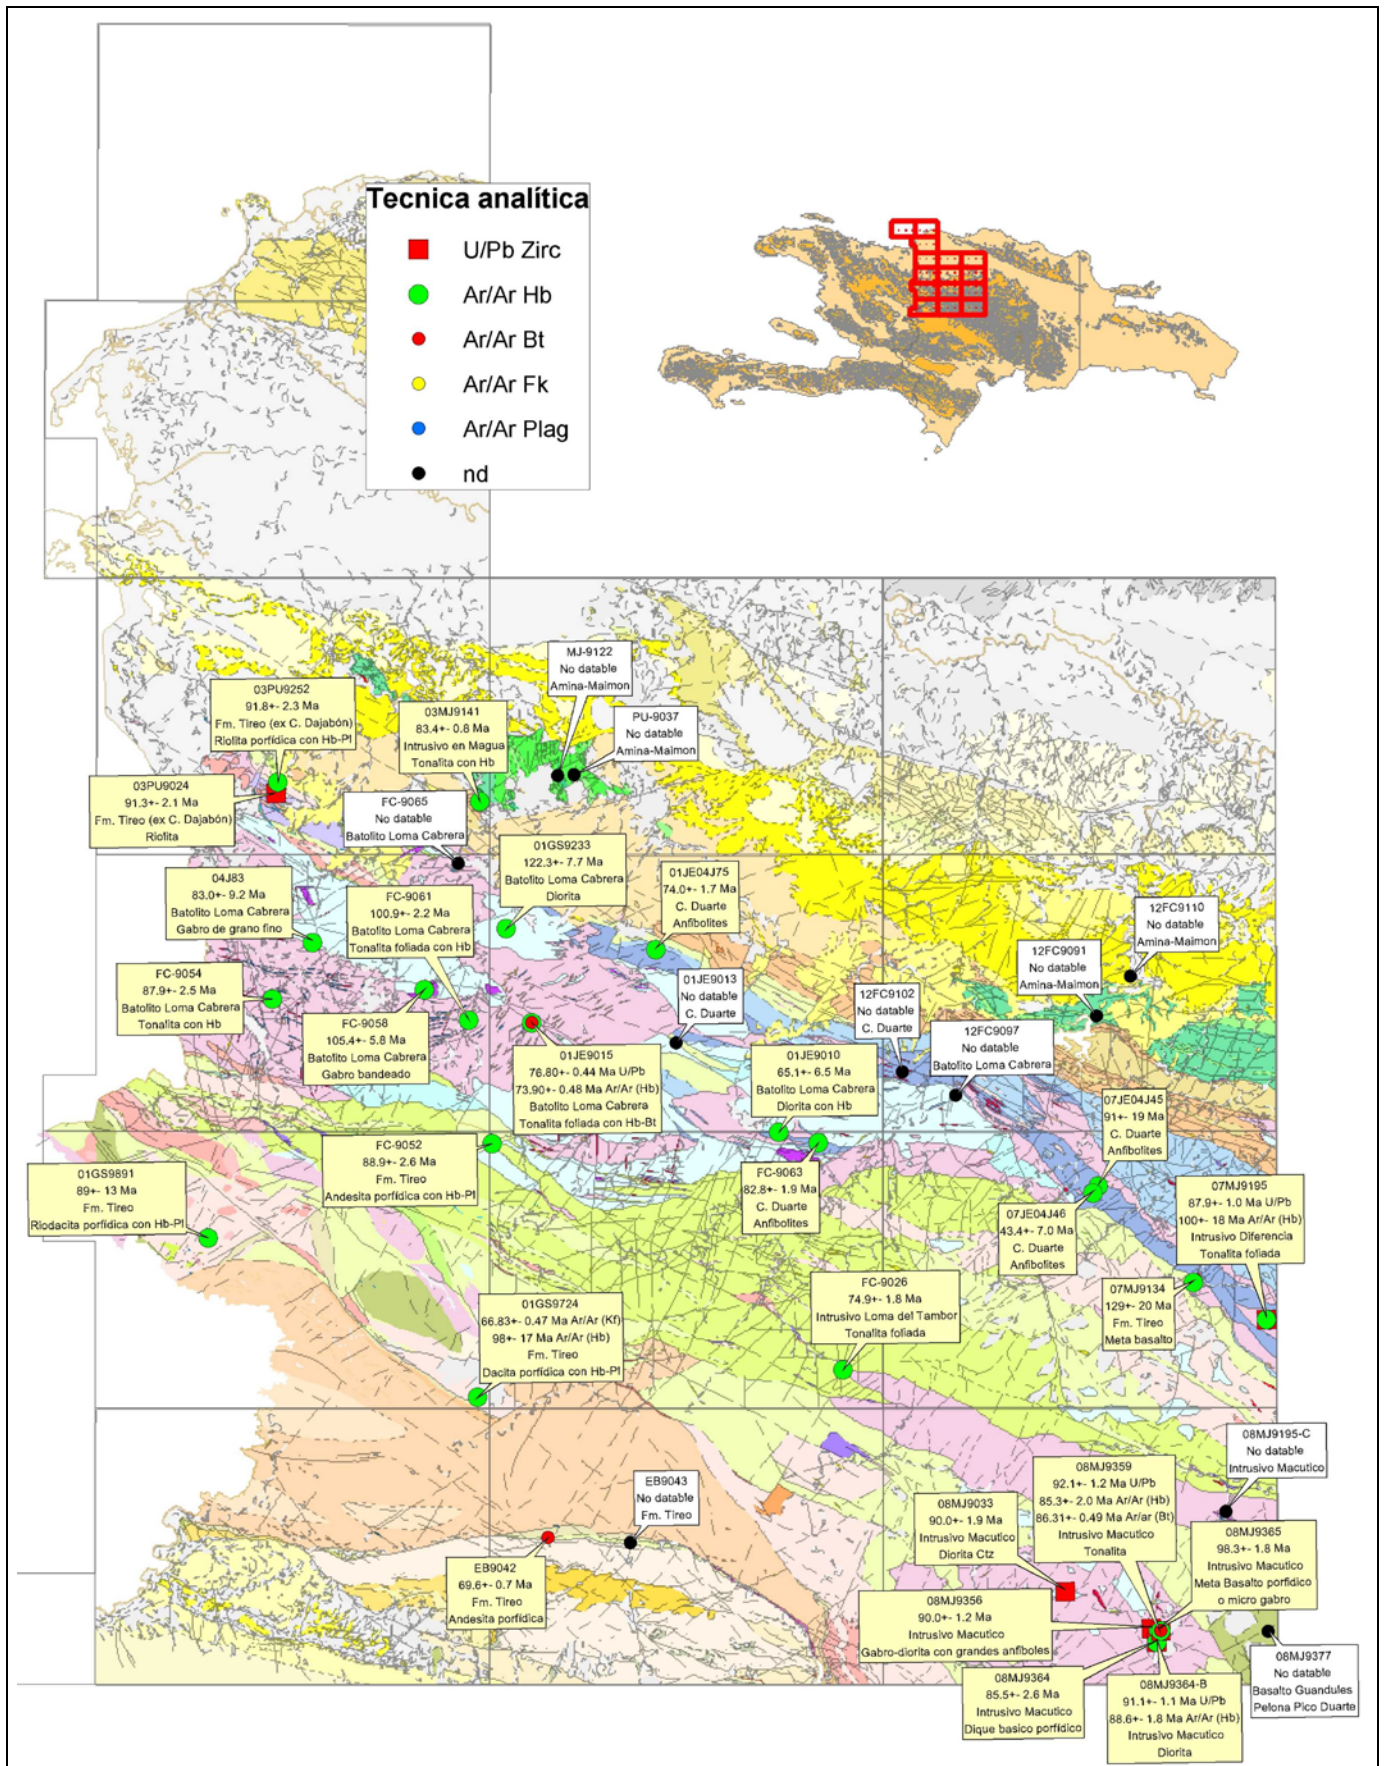 Tecnica analítica
U/Pb Zirc
Ar/Ar Hb
Ar/Ar Bt
Ar/Ar Fk
Ar/Ar Plag
nd
MJ-9122
No datable
Amina-Maimon
03PU9252
91.8+- 2.3 Ma
Fm. Tireo (ex C. Dajabón)
Riolita porfídica con Hb-Pl
03MJ9141
83.4+- 0.8 Ma
Intrusivo en Magua
Tonalita con Hb
PU-9037
No datable
Amina-Maimon
03PU9024
91.3+- 2.1 Ma
Fm. Tireo (ex C. Dajabón)
Riolita
FC-9065
No datable
Batolito Loma Cabrera
01GS9233
122.3+- 7.7 Ma
Batolito Loma Cabrera
Diorita
01JE04J75
74.0+- 1.7 Ma
C. Duarte
Anfibolites
04J83
83.0+- 9.2 Ma
Batolito Loma Cabrera
Gabro de grano fino
FC-9061
100.9+- 2.2 Ma
Batolito Loma Cabrera
Tonalita foliada con Hb
12FC9110
No datable
Amina-Maimon
12FC9091
No datable
Amina-Maimon
FC-9054
87.9+- 2.5 Ma
Batolito Loma Cabrera
Tonalita con Hb
01JE9013
No datable
C. Duarte
12FC9102
No datable
C. Duarte
FC-9058
105.4+- 5.8 Ma
Batolito Loma Cabrera
Gabro bandeado
12FC9097
No datable
Batolito Loma Cabrera
01JE9015
76.80+- 0.44 Ma U/Pb
73.90+- 0.48 Ma Ar/Ar (Hb)
Batolito Loma Cabrera
Tonalita foliada con Hb-Bt
01JE9010
65.1+- 6.5 Ma
Batolito Loma Cabrera
Diorita con Hb
07JE04J45
91+- 19 Ma
C. Duarte
Anfibolites
FC-9052
88.9+- 2.6 Ma
Fm. Tireo
Andesita porfídica con Hb-Pl
01GS9891
89+- 13 Ma
Fm. Tireo
Riodacita porfídica con Hb-Pl
FC-9063
82.8+- 1.9 Ma
C. Duarte
Anfibolites
07MJ9195
87.9+- 1.0 Ma U/Pb
100+- 18 Ma Ar/Ar (Hb)
Intrusivo Diferencia
Tonalita foliada
07JE04J46
43.4+- 7.0 Ma
C. Duarte
Anfibolites
FC-9026
74.9+- 1.8 Ma
Intrusivo Loma del Tambor
Tonalita foliada
07MJ9134
129+- 20 Ma
Fm. Tireo
Meta basalto
01GS9724
66.83+- 0.47 Ma Ar/Ar (Kf)
98+- 17 Ma Ar/Ar (Hb)
Fm. Tireo
Dacita porfídica con Hb-Pl
08MJ9195-C
No datable
Intrusivo Macutico
08MJ9359
92.1+- 1.2 Ma U/Pb
85.3+- 2.0 Ma Ar/Ar (Hb)
86.31+- 0.49 Ma Ar/ar (Bt)
Intrusivo Macutico
Tonalita
EB9043
No datable
Fm. Tireo
08MJ9033
90.0+- 1.9 Ma
Intrusivo Macutico
Diorita Ctz
08MJ9365
98.3+- 1.8 Ma
Intrusivo Macutico
Meta Basalto porfidico
o micro gabro
EB9042
69.6+- 0.7 Ma
Fm. Tireo
Andesita porfídica
08MJ9356
90.0+- 1.2 Ma
Intrusivo Macutico
Gabro-diorita con grandes anfíboles
08MJ9377
No datable
Basalto Guandules
Pelona Pico Duarte
08MJ9364
85.5+- 2.6 Ma
Intrusivo Macutico
Dique basico porfídico
08MJ9364-B
91.1+- 1.1 Ma U/Pb
88.6+- 1.8 Ma Ar/Ar (Hb)
Intrusivo Macutico
Diorita